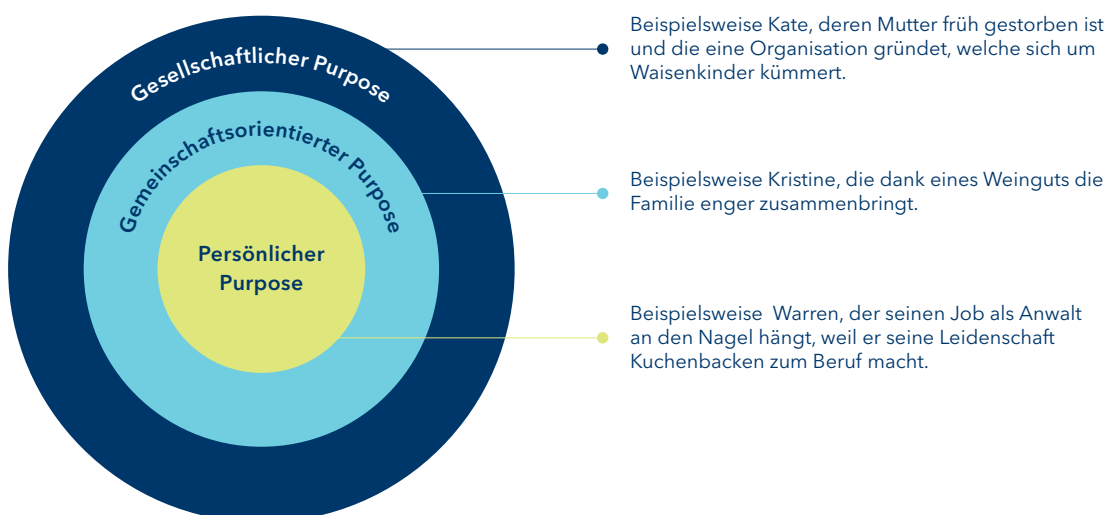 Gesellschaftlicher Purpose
Beispielsweise Kate, deren Mutter früh gestorben ist
und die eine Organisation gründet, welche sich um
Waisenkinder kümmert.
Gemeinschaftsorientierter Purpose
Beispielsweise Kristine, die dank eines Weinguts die
Familie enger zusammenbringt.
Persönlicher
Purpose
Beispielsweise Warren, der seinen Job als Anwalt
an den Nagel hängt, weil er seine Leidenschaft
Kuchenbacken zum Beruf macht.